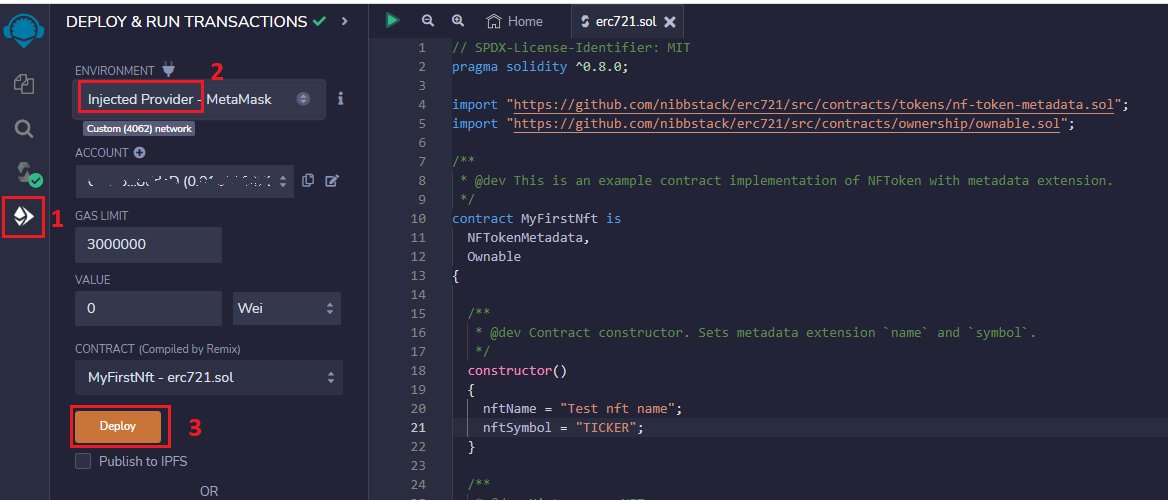 DEPLOY & RUN TRANSACTIONS
Home
erc721.sol
ENVIRONMENT
2
Injected Provider - MetaMask
Custom (4062) network
ACCOUNT
1
GAS LIMIT
3000000
VALUE
0
Wei
CONTRACT (Compiled by Remix)
MyFirstNft - erc721.sol
Deploy
3
Publish to IPFS
OR
1 // SPDX-License-Identifier: MIT
2 pragma solidity ^0.8.0;
3
4 import "https://github.com/nibbstack/erc721/src/contracts/tokens/nf-token-metadata.sol";
5 import "https://github.com/nibbstack/erc721/src/contracts/ownership/ownable.sol";
6
7 /**
8 * @dev This is an example contract implementation of NFToken with metadata extension.
9 */
10 contract MyFirstNft is
11 NFTokenMetadata,
12 Ownable
13 {
14
15 /**
16 * @dev Contract constructor. Sets metadata extension `name` and `symbol`.
17 */
18 constructor()
19 {
20 nftName = "Test nft name";
21 nftSymbol = "TICKER";
22 }
23
24 /**